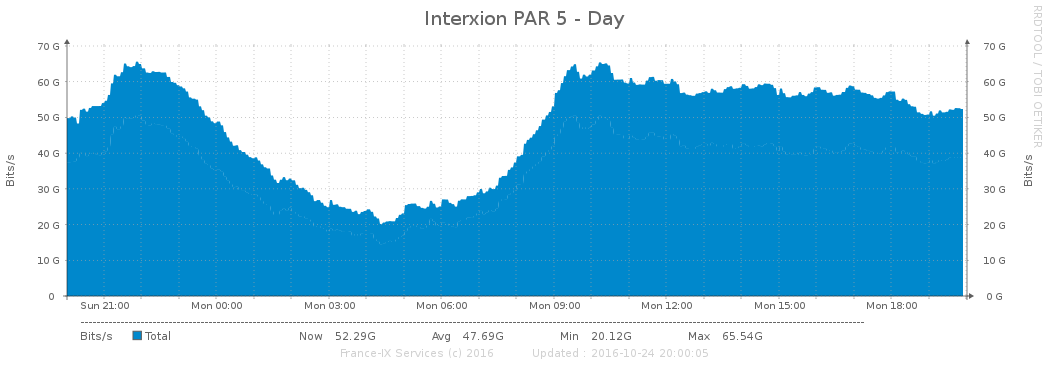 Interxion PAR 5 - Day
RRDTOOL / TOBI OETIKER
70 G 70 G
60 G 60 G
50 G 50 G
40 G 40 G
30 G 30 G
20 G 20 G
10 G 10 G
0 0 G
Bits/s
Bits/s
Sun 21:00 Mon 00:00 Mon 03:00 Mon 06:00 Mon 09:00 Mon 12:00 Mon 15:00 Mon 18:00
Bits/s Total Now 52.29G Avg 47.69G Min 20.12G Max 65.54G
France-IX Services (c) 2016 Updated : 2016-10-24 20:00:05